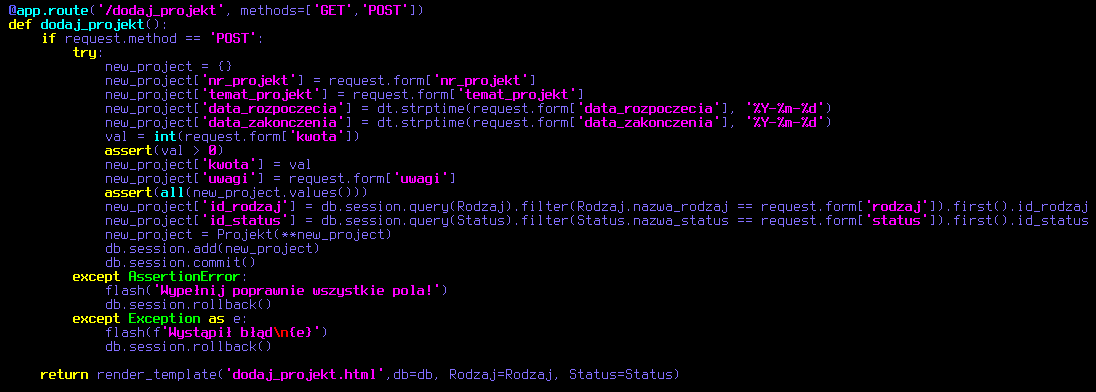 @app.route('/dodaj_projekt', methods=['GET','POST'])
def dodaj_projekt():
    if request.method == 'POST':
        try:
            new_project = {}
            new_project['nr_projekt'] = request.form['nr_projekt']
            new_project['temat_projekt'] = request.form['temat_projekt']
            new_project['data_rozpoczecia'] = dt.strptime(request.form['data_rozpoczecia'], '%Y-%m-%d')
            new_project['data_zakonczenia'] = dt.strptime(request.form['data_zakonczenia'], '%Y-%m-%d')
            val = int(request.form['kwota'])
            assert(val > 0)
            new_project['kwota'] = val
            new_project['uwagi'] = request.form['uwagi']
            assert(all(new_project.values()))
            new_project['id_rodzaj'] = db.session.query(Rodzaj).filter(Rodzaj.nazwa_rodzaj == request.form['rodzaj']).first().id_rodzaj
            new_project['id_status'] = db.session.query(Status).filter(Status.nazwa_status == request.form['status']).first().id_status
            new_project = Projekt(**new_project)
            db.session.add(new_project)
            db.session.commit()
        except AssertionError:
            flash('Wypełnij poprawnie wszystkie pola!')
            db.session.rollback()
        except Exception as e:
            flash(f'Wystąpił błąd\n{e}')
            db.session.rollback()
    return render_template('dodaj_projekt.html',db=db, Rodzaj=Rodzaj, Status=Status)